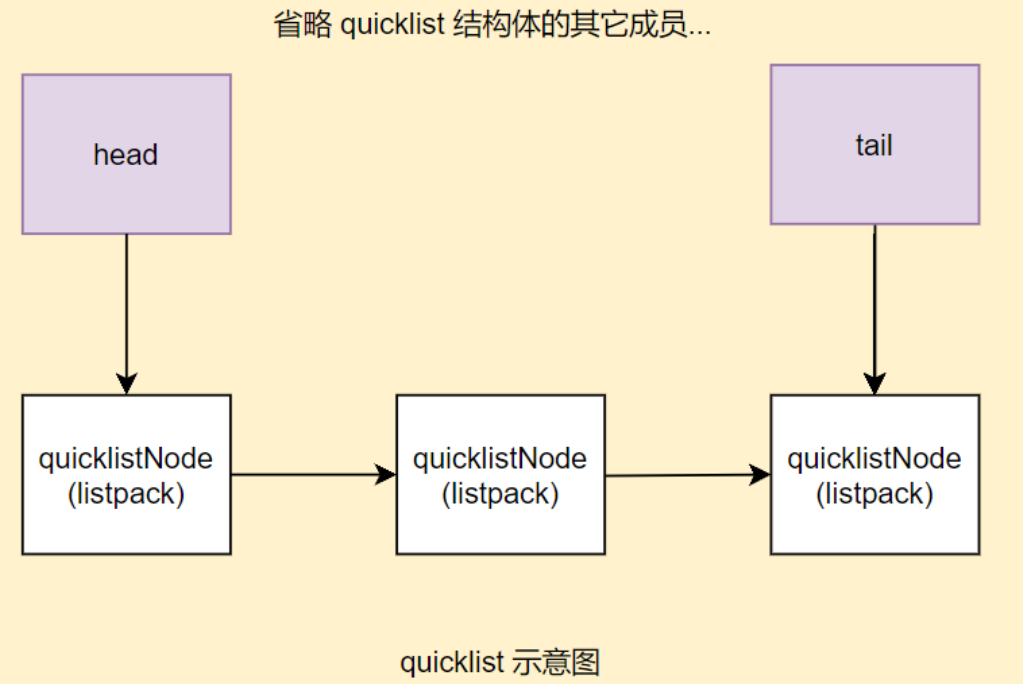 省略 quicklist 结构体的其它成员...
head
tail
quicklistNode
(listpack)
quicklistNode
(listpack)
quicklistNode
(listpack)
quicklist 示意图